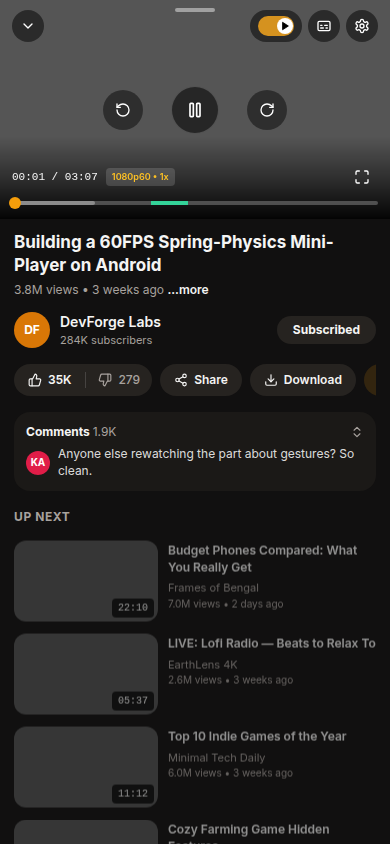 00:01 / 03:07 1080p60 • 1x
Building a 60FPS Spring-Physics Mini-
Player on Android
3.8M views • 3 weeks ago ...more
DF DevForge Labs Subscribed
284K subscribers
35K 279 Share Download
Comments 1.9K
KA Anyone else rewatching the part about gestures? So
clean.
UP NEXT
Budget Phones Compared: What
You Really Get
Frames of Bengal
7.0M views • 2 days ago
22:10
LIVE: Lofi Radio — Beats to Relax To
EarthLens 4K
2.6M views • 3 weeks ago
05:37
Top 10 Indie Games of the Year
Minimal Tech Daily
6.0M views • 3 weeks ago
11:12
Cozy Farming Game Hidden
Features